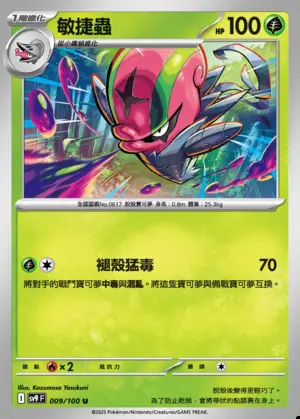 1階進化
敏捷蟲
HP 100
從小嘴蝸進化
全國圖鑑No.0617 脫殼寶可夢 身高：0.8m 體重：25.3kg
褪殼猛毒 70
將對手的戰鬥寶可夢中毒與混亂。將這隻寶可夢與備戰寶可夢互換。
弱點 ×2 抵抗力 撤退
Illus. Kazumasa Yasukuni
I sv9 F 009/100 U
脫殼後變輕巧了。
為了防止乾燥，會將帶狀的黏膜裹在身上。
©2025 Pokémon/Nintendo/Creatures/GAME FREAK.